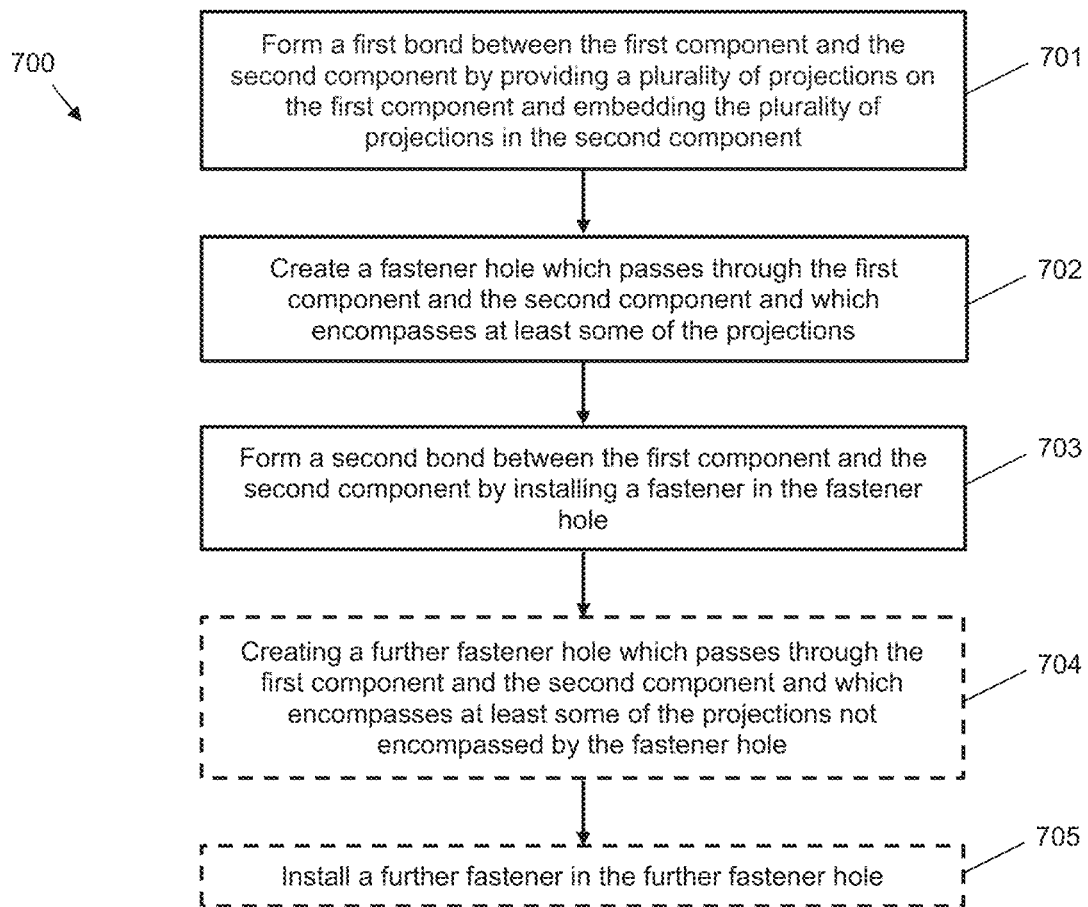 700
Form a first bond between the first component and the
second component by providing a plurality of projections on
the first component and embedding the plurality of
projections in the second component
701
Create a fastener hole which passes through the first
component and the second component and which
encompasses at least some of the projections
702
Form a second bond between the first component and the
second component by installing a fastener in the fastener
hole
703
Creating a further fastener hole which passes through the
first component and the second component and which
encompasses at least some of the projections not
encompassed by the fastener hole
704
Install a further fastener in the further fastener hole
705